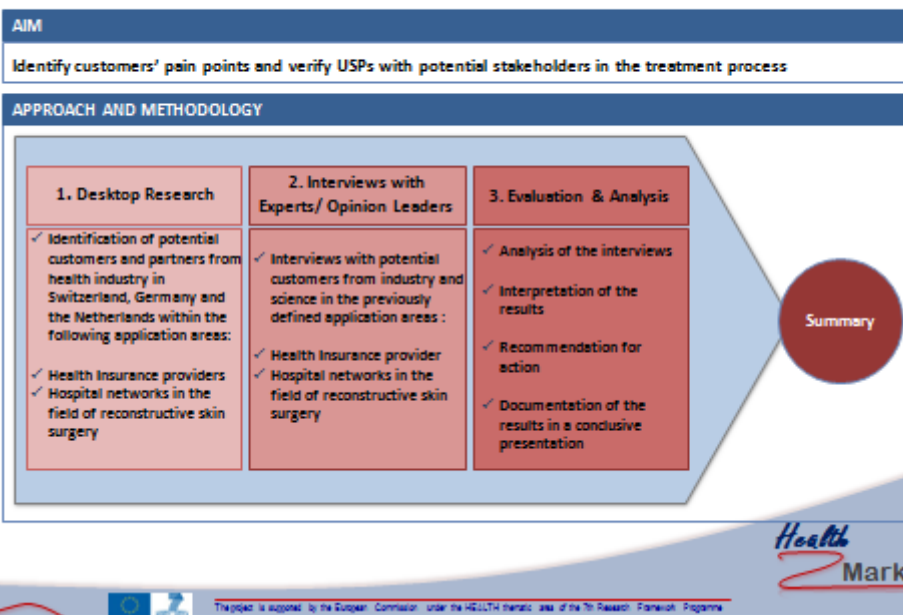 AIM
Identify customers' pain points and verify USPs with potential stakeholders in the treatment process
APPROACH AND METHODOLOGY
1. Desktop Research
✓ Identification of potential
customers and partners from
health industry in
Switzerland, Germany and
the Netherlands within the
following application areas:
✓ Health Insurance providers
✓ Hospital networks in the
field of reconstructive skin
surgery
2. Interviews with
Experts/ Opinion Leaders
✓ Interviews with potential
customers from industry and
science in the previously
defined application areas :
✓ Health Insurance provider
✓ Hospital networks in the
field of reconstructive skin
surgery
3. Evaluation & Analysis
✓ Analysis of the interviews
✓ Interpretation of the
results
✓ Recommendation for
action
✓ Documentation of the
results in a conclusive
presentation
Summary
Health
2
Mark
The project is supported by the European Commission under the HEALTH thematic area of the 7th Research Framework Programme